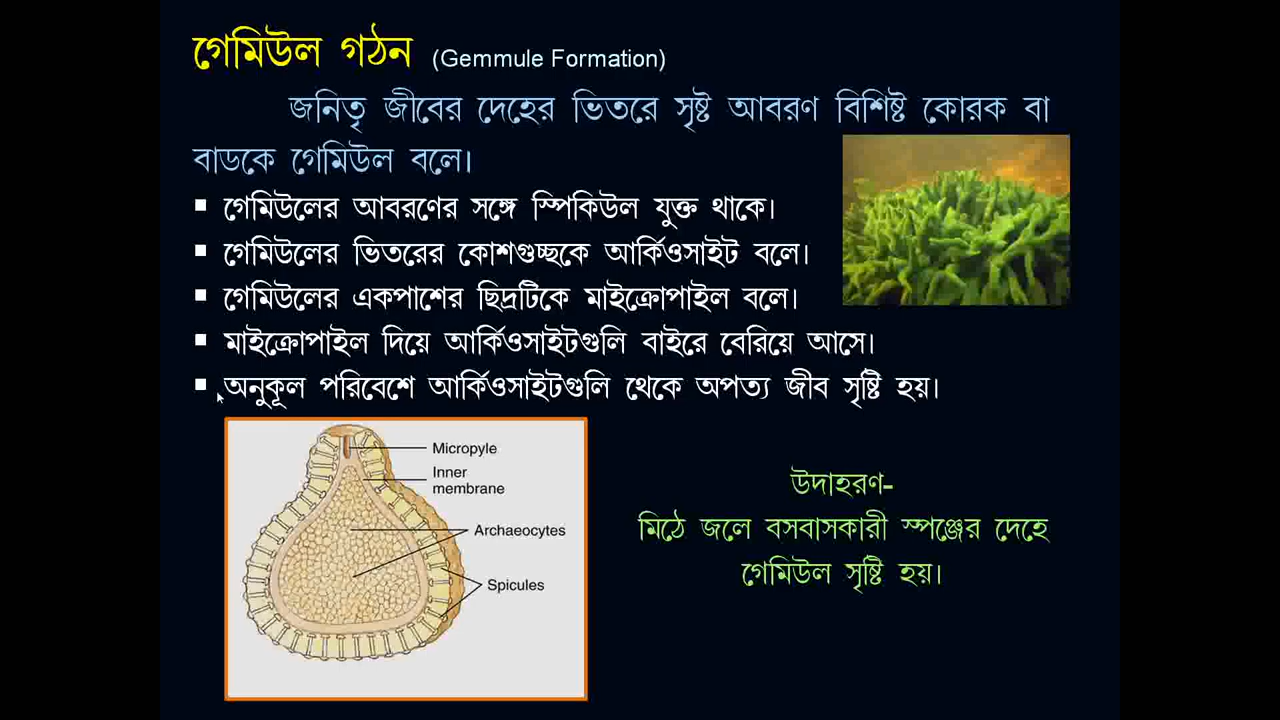 গেমিউল গঠন (Gemmule Formation)
জনিতৃ জীবের দেহের ভিতরে সৃষ্ট আবরণ বিশিষ্ট কোরক বা
বাডকে গেমিউল বলে।
▪ গেমিউলের আবরণের সঙ্গে স্পিকিউল যুক্ত থাকে।
▪ গেমিউলের ভিতরের কোশগুচ্ছকে আর্কিওসাইট বলে।
▪ গেমিউলের একপাশের ছিদ্রটিকে মাইক্রোপাইল বলে।
▪ মাইক্রোপাইল দিয়ে আর্কিওসাইটগুলি বাইরে বেরিয়ে আসে।
▪ অনুকূল পরিবেশে আর্কিওসাইটগুলি থেকে অপত্য জীব সৃষ্টি হয়।
Micropyle
Inner
membrane
Archaeocytes
Spicules
উদাহরণ-
মিঠে জলে বসবাসকারী স্পঞ্জের দেহে
গেমিউল সৃষ্টি হয়।